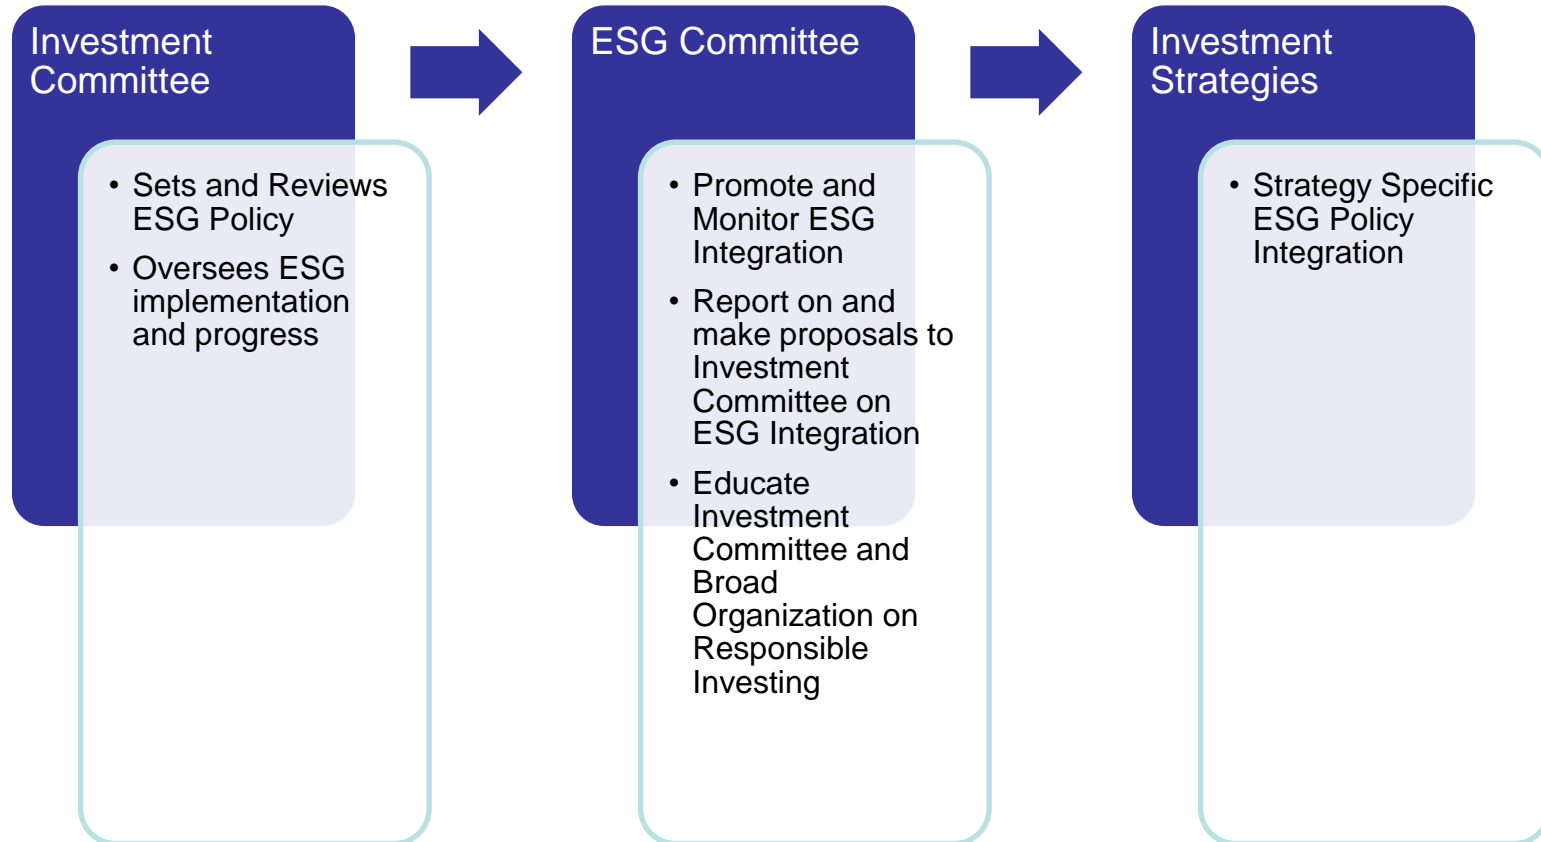 Investment
Committee
• Sets and Reviews
ESG Policy
• Oversees ESG
implementation
and progress
ESG Committee
• Promote and
Monitor ESG
Integration
• Report on and
make proposals to
Investment
Committee on
ESG Integration
• Educate
Investment
Committee and
Broad
Organization on
Responsible
Investing
Investment
Strategies
• Strategy Specific
ESG Policy
Integration